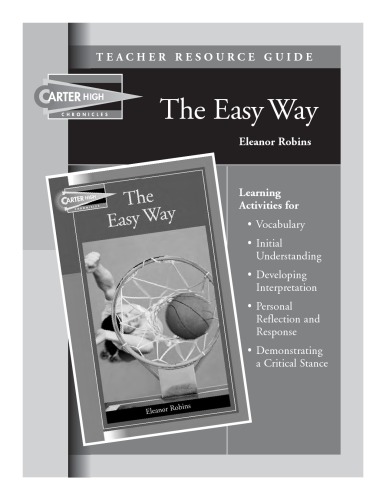 TEACHER RESOURCE GUIDE
CARTER HIGH
CHRONICLES
The Easy Way
Eleanor Robins
CARTER HIGH
CHRONICLES
The
Easy Way
Eleanor Robins
Learning
Activities for
• Vocabulary
• Initial
Understanding
• Developing
Interpretation
• Personal
Reflection and
Response
• Demonstrating
a Critical Stance